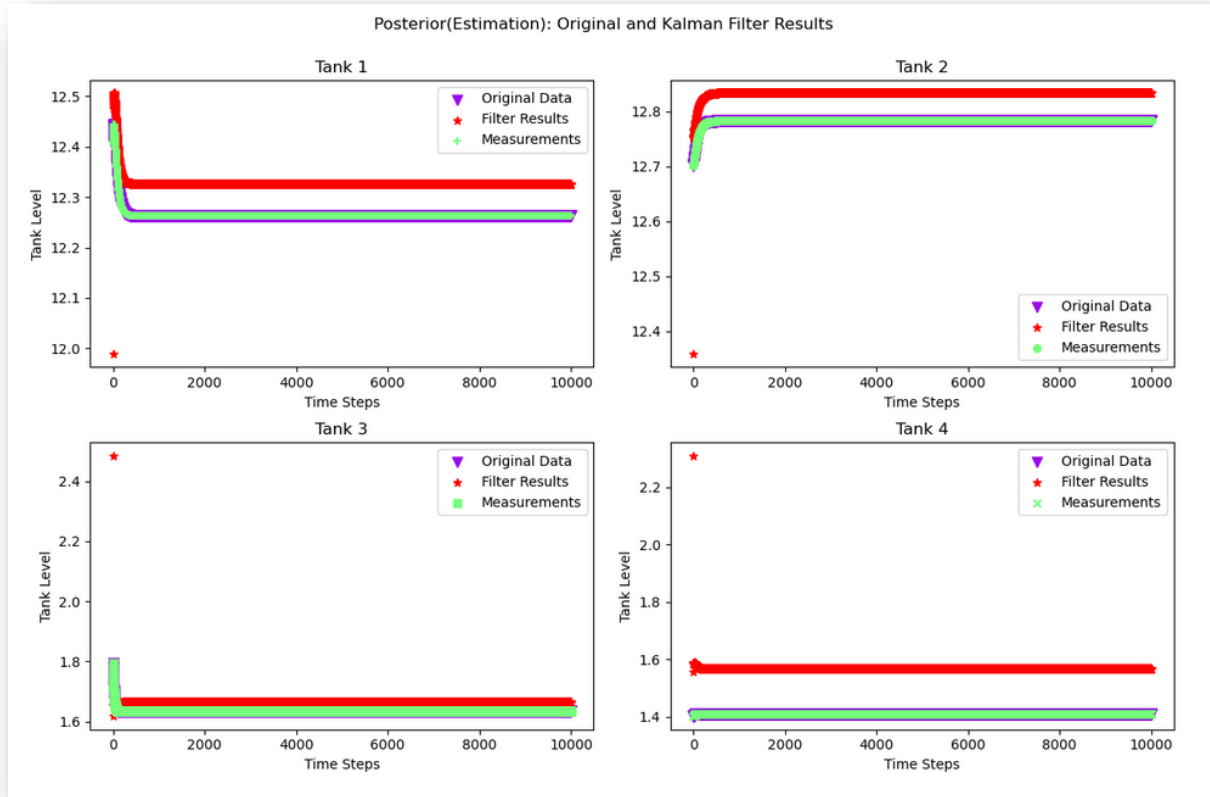 Posterior(Estimation): Original and Kalman Filter Results
Tank 1
12.5
12.4
12.3
12.2
12.1
12.0
Tank Level
Original Data
Filter Results
Measurements
0 2000 4000 6000 8000 10000
Time Steps
Tank 2
12.8
12.7
12.6
12.5
12.4
Tank Level
Original Data
Filter Results
Measurements
0 2000 4000 6000 8000 10000
Time Steps
Tank 3
2.4
2.2
2.0
1.8
1.6
Tank Level
Original Data
Filter Results
Measurements
0 2000 4000 6000 8000 10000
Time Steps
Tank 4
2.2
2.0
1.8
1.6
1.4
Tank Level
Original Data
Filter Results
Measurements
0 2000 4000 6000 8000 10000
Time Steps